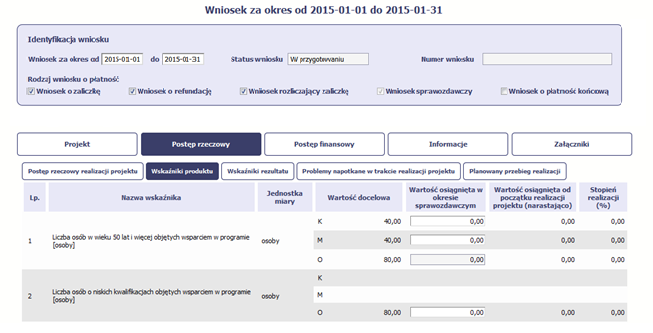 Wniosek za okres od 2015-01-01 do 2015-01-31
Identyfikacja wniosku
Wniosek za okres od 2015-01-01 do 2015-01-31 Status wniosku W przygotowaniu Numer wniosku
Rodzaj wniosku o płatność
Wniosek o zaliczkę Wniosek o refundację Wniosek rozliczający zaliczkę Wniosek sprawozdawczy Wniosek o płatność końcową
Projekt Postęp rzeczowy Postęp finansowy Informacje Załączniki
Postęp rzeczowy realizacji projektu Wskaźniki produktu Wskaźniki rezultatu Problemy napotkane w trakcie realizacji projektu Planowany przebieg realizacji
Lp. Nazwa wskaźnika Jednostka miary Wartość docelowa Wartość osiągnięta w okresie sprawozdawczym Wartość osiągnięta od początku realizacji projektu (narastająco) Stopień realizacji (%)
K 40,00 0,00 0,00 0,00
1 Liczba osób w wieku 50 lat i więcej objętych wsparciem w programie [osoby] osoby M 40,00 0,00 0,00 0,00
O 80,00 0,00 0,00 0,00
K
2 Liczba osób o niskich kwalifikacjach objętych wsparciem w programie [osoby] osoby M
O 80,00 0,00 0,00 0,00